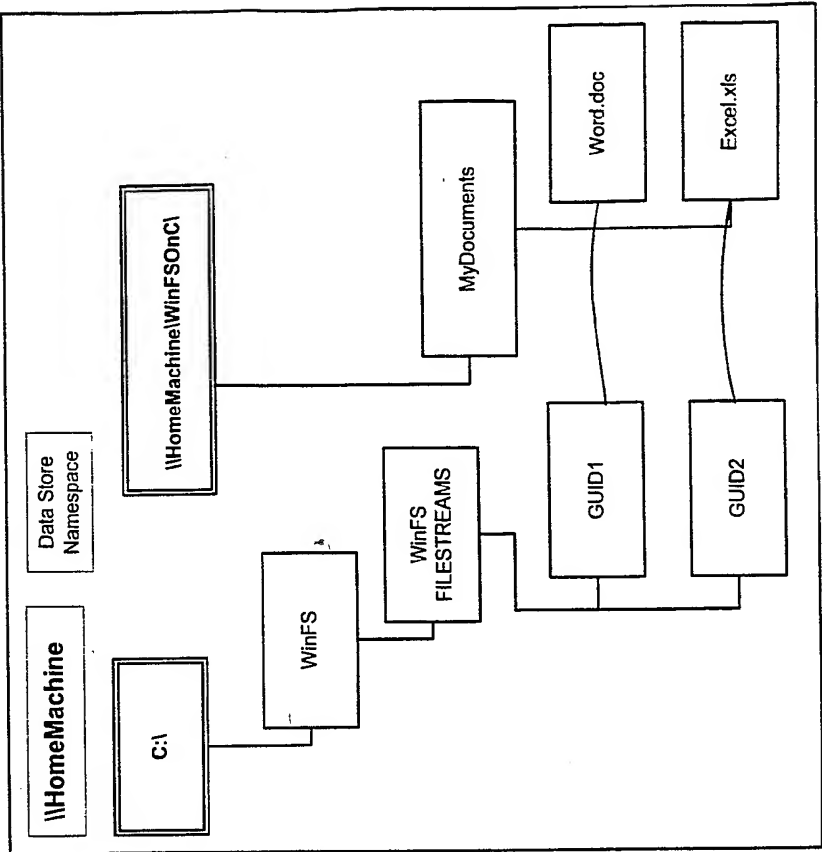 \\HomeMachine
Data Store
Namespace
C:\
\\HomeMachine\WinFSOnC\
WinFS
WinFS
FILESTREAMS
MyDocuments
GUID1
Word.doc
GUID2
Excel.xls